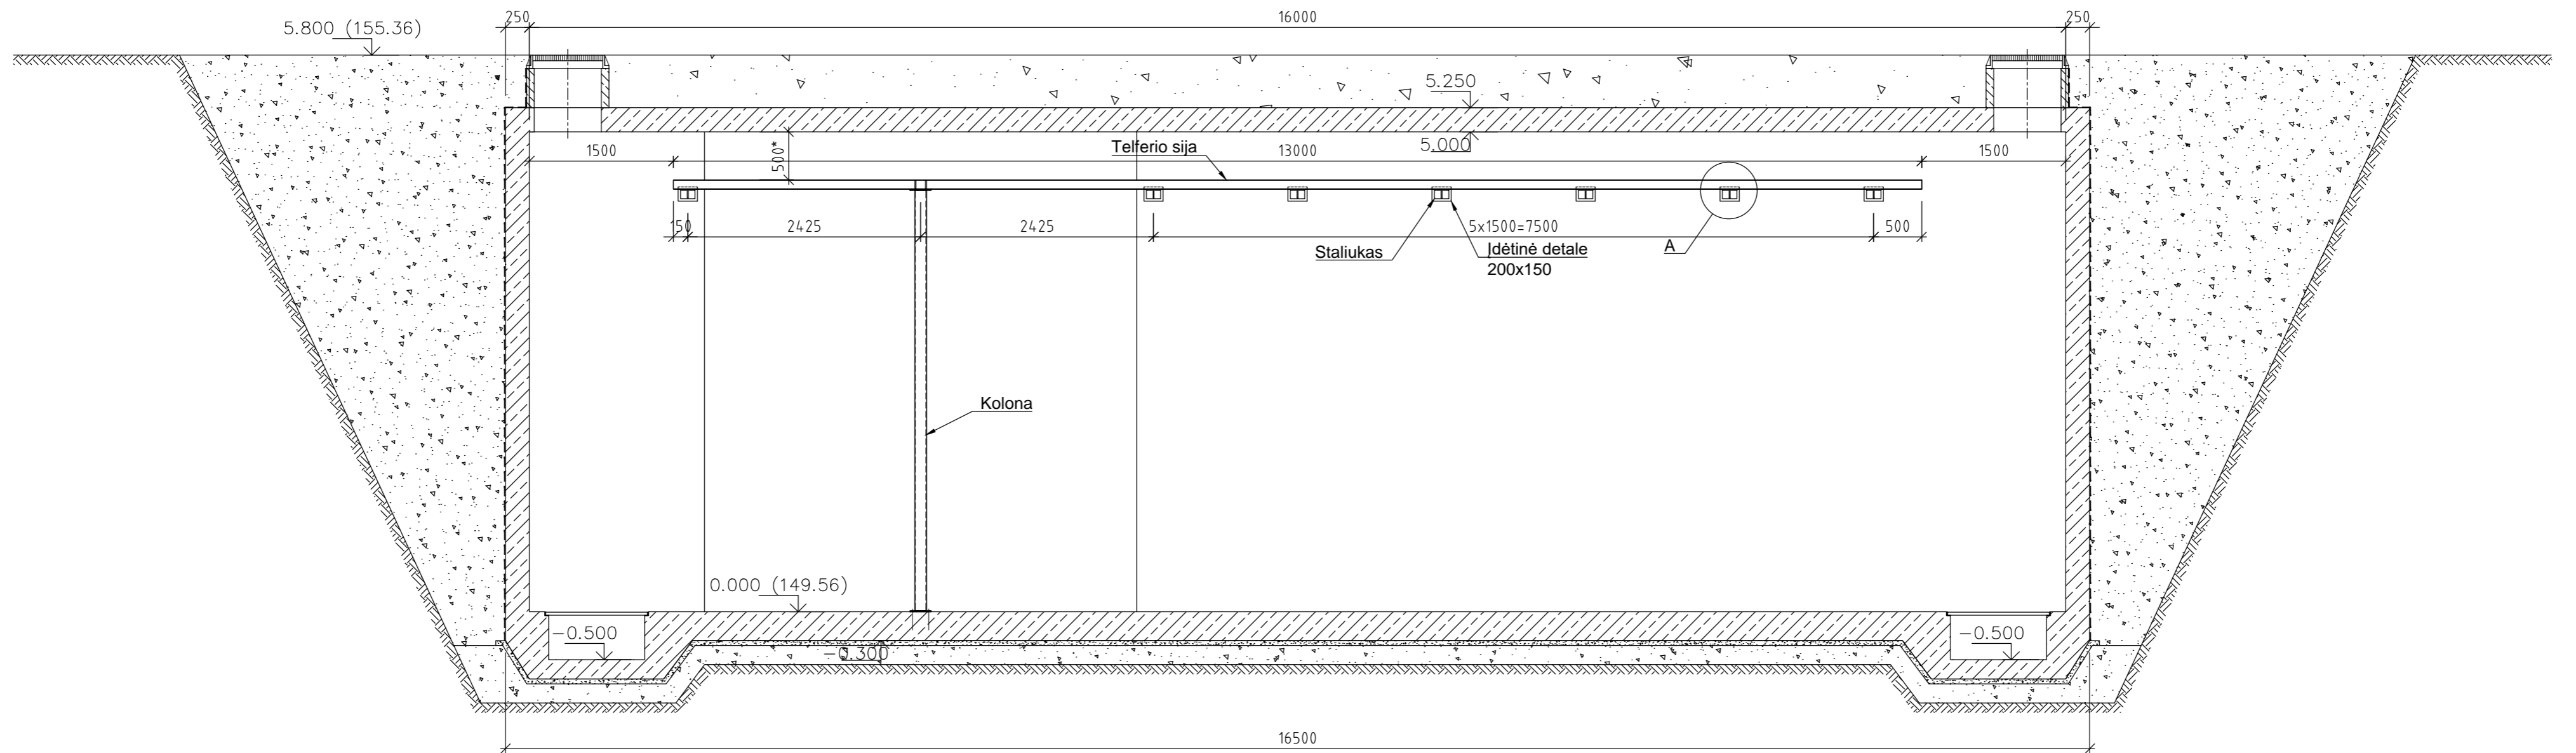 250
16000
250
5.800 (155.36)
5.250
5.000
1500
500*
Telferio sija
13000
1500
150
2425
2425
5x1500=7500
500
Staliukas
Įdėtinė detale
200x150
A
Kolona
0.000 (149.56)
-0.500
-0.300
-0.500
16500